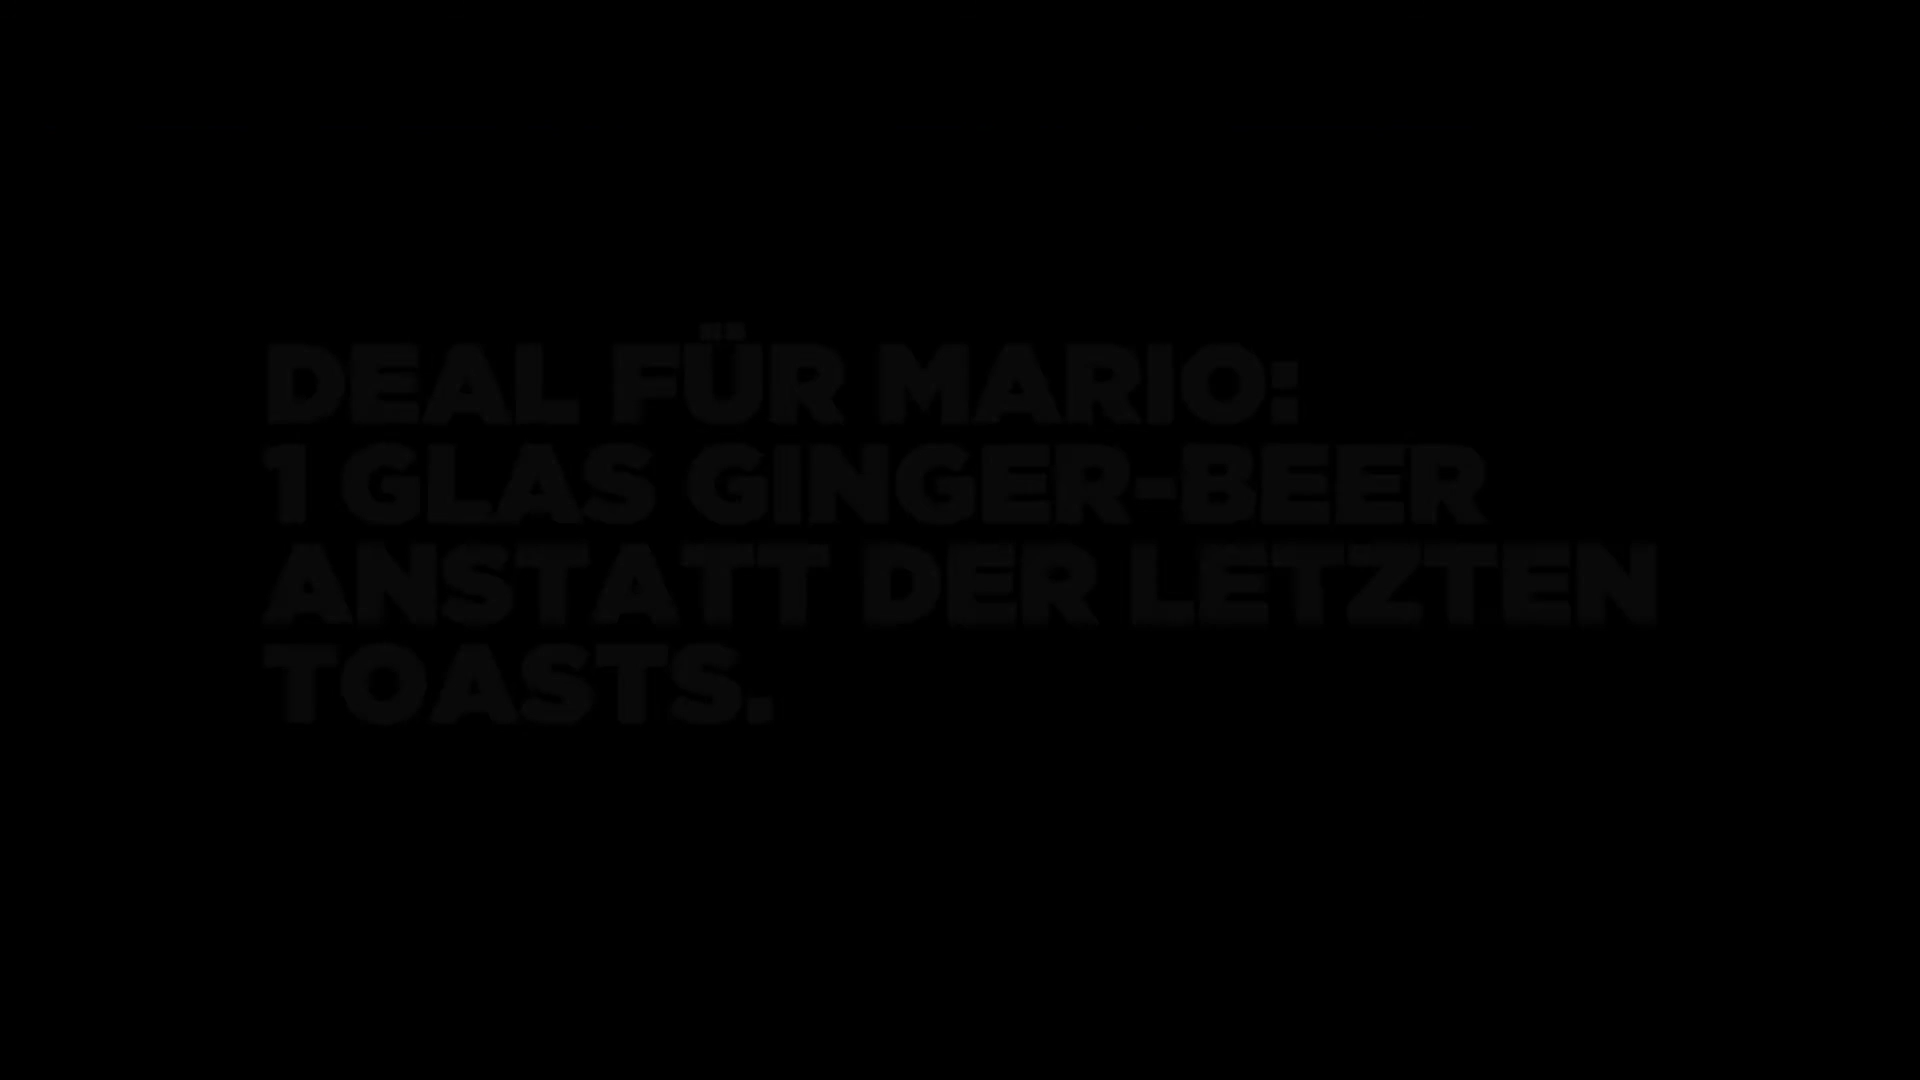 DEAL FÜR MARIO:
1 GLAS GINGER-BEER
ANSTATT DER LETZTEN
TOASTS.